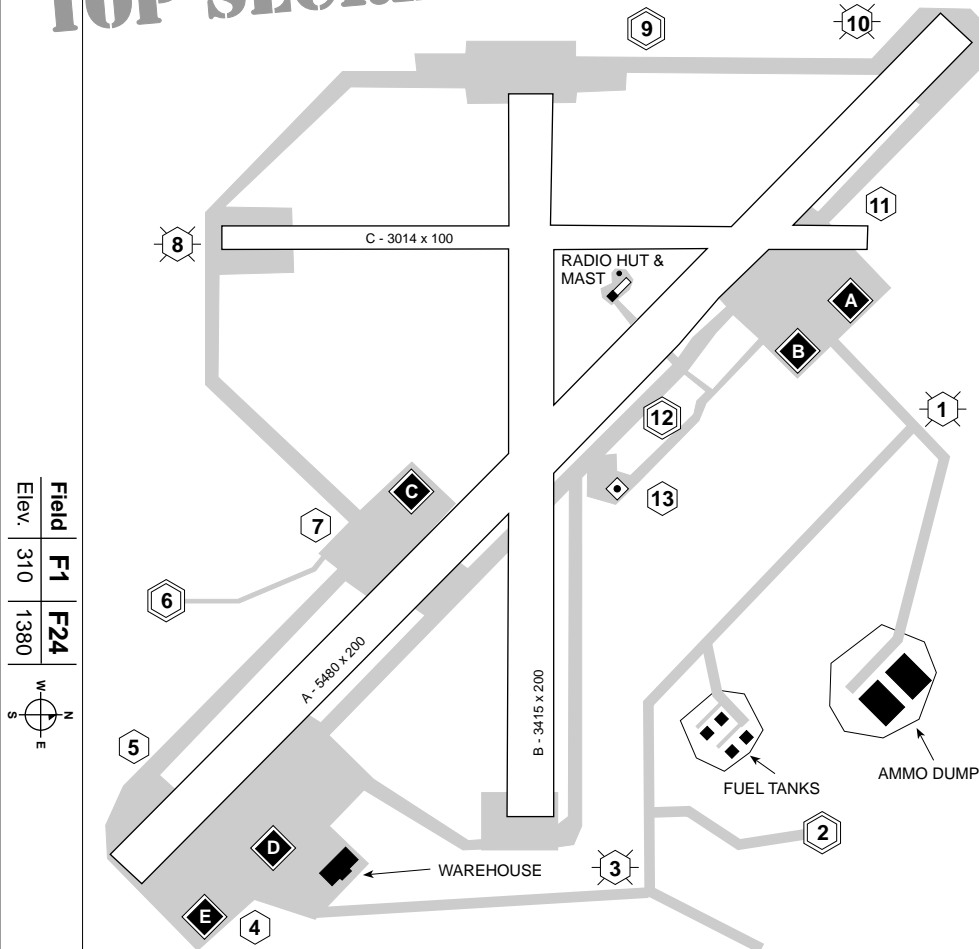 TOP SECRET
9
10
11
8
C - 3014 x 100
RADIO HUT &
MAST
A
B
1
12
13
C
7
6
Field F1 F24
Elev. 310 1380
W
N
S
E
A - 5480 x 200
B - 3415 x 200
5
FUEL TANKS
AMMO DUMP
2
D
3
WAREHOUSE
E
4